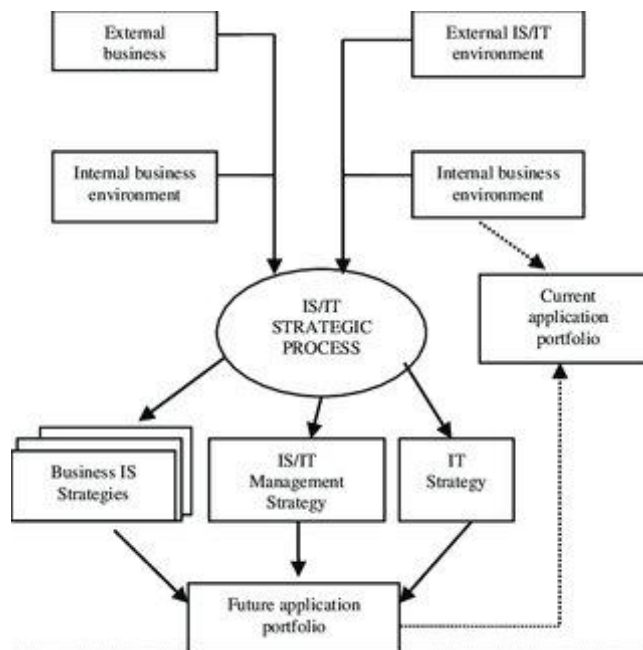 External
business
External IS/IT
environment
Internal business
environment
Internal business
environment
IS/IT
STRATEGIC
PROCESS
Current
application
portfolio
Business IS
Strategies
IS/IT
Management
Strategy
IT
Strategy
Future application
portfolio